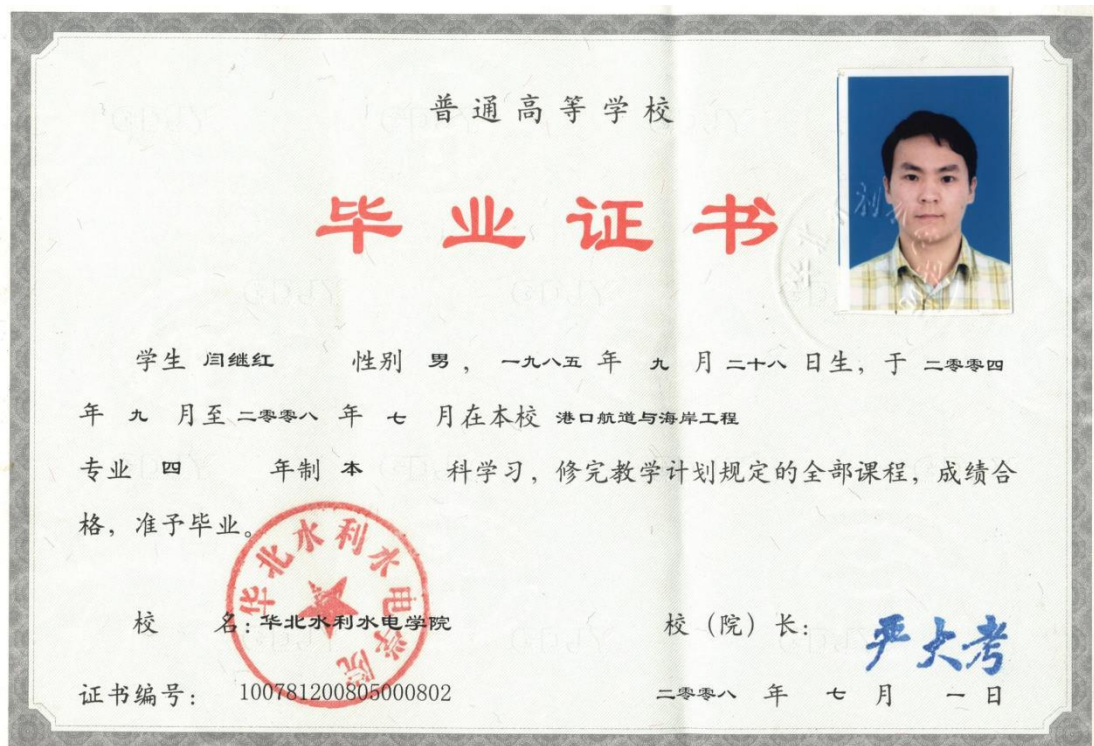 普通高等学校
毕业证书
学生 闫继红 性别 男，一九八五 年 九 月 二十八 日生，于 二零零四
年 九 月至 二零零八 年 七 月在本校 港口航道与海岸工程
专业 四 年制 本 科学习，修完教学计划规定的全部课程，成绩合
格，准予毕业。
华北水利水电学院
校 名：华北水利水电学院 校（院）长：严大考
证书编号： 100781200805000802 二零零八 年 七 月 一 日